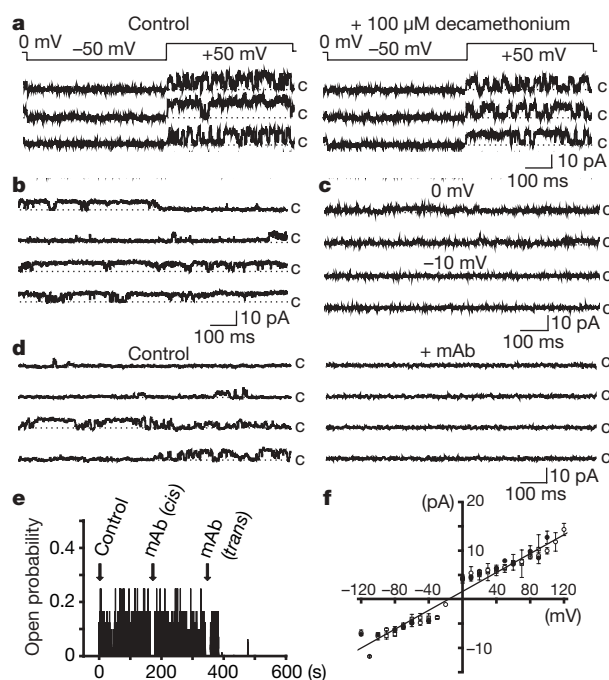 a Control + 100 μM decamethonium
0 mV −50 mV +50 mV 0 mV −50 mV +50 mV
c c
c c
c c
10 pA
100 ms
b c
c 0 mV c
c c
c −10 mV c
c c
10 pA 10 pA
100 ms 100 ms
d Control + mAb
c c
c c
c c
c c
10 pA
100 ms
e f
Control
mAb (cis)
mAb (trans)
Open probability
0.4
0.2
0
0 200 400 600 (s)
(pA)
20
10
−120 −80 −40 40 80 120
(mV)
−10